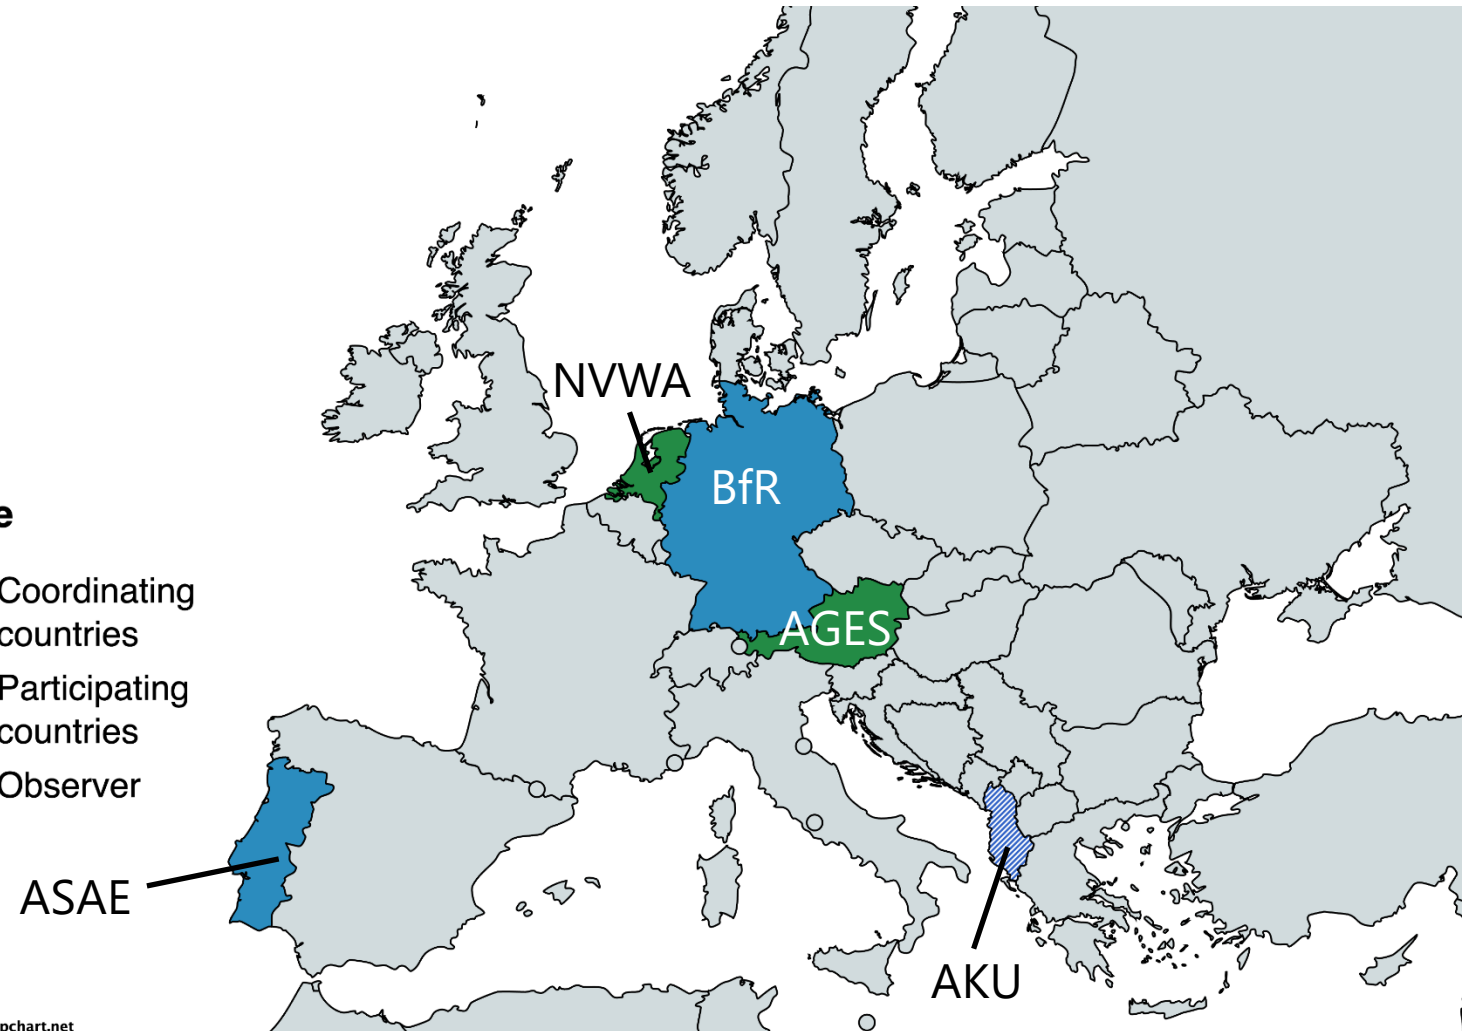 NVWA
BfR
e
Coordinating
countries
AGES
Participating
countries
Observer
ASAE
AKU
pchart.net